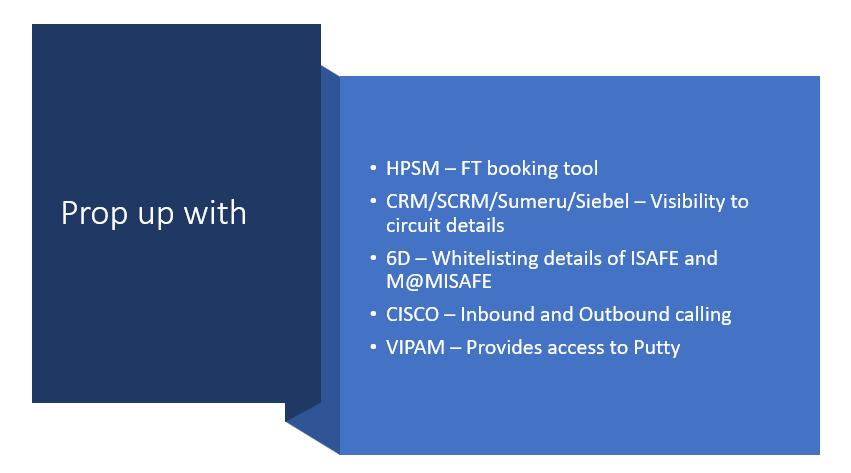 Prop up with
• HPSM – FT booking tool
• CRM/SCRM/Sumeru/Siebel – Visibility to
circuit details
• 6D – Whitelisting details of ISAFE and
M@MISAFE
• CISCO – Inbound and Outbound calling
• VIPAM – Provides access to Putty